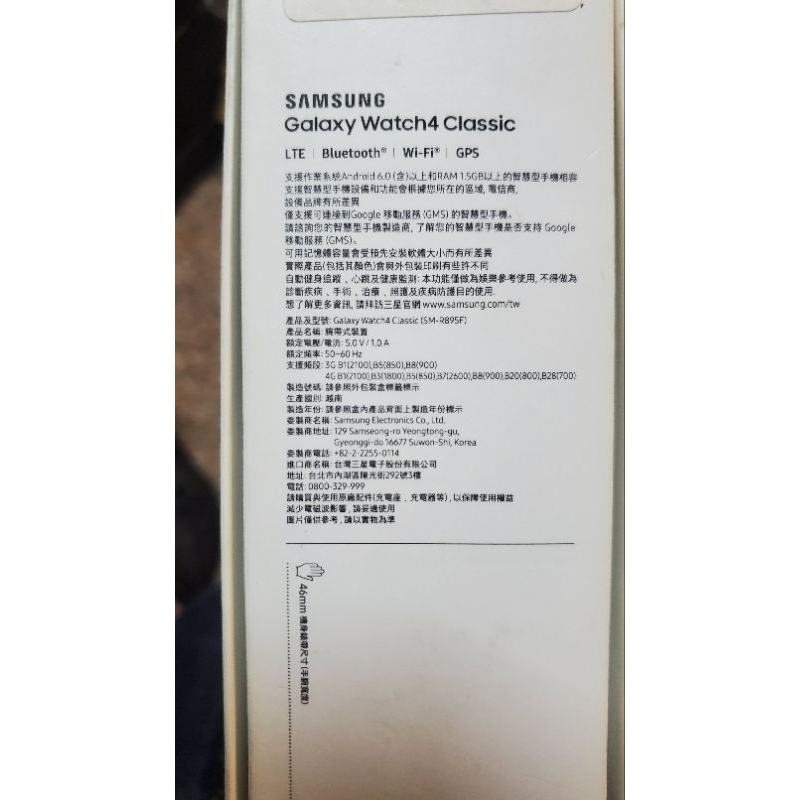 SAMSUNG
Galaxy Watch4 Classic
LTE | Bluetooth® | Wi-Fi® | GPS
支援作業系統Android 6.0 (含)以上和RAM 1.5GB以上的智慧型手機相容
支援智慧型手機設備和功能會根據您所在的區域, 電信商,
設備品牌有所差異
僅支援可連接到Google 移動服務 (GMS) 的智慧型手機。
請諮詢您的智慧型手機製造商, 了解您的智慧型手機是否支持 Google
移動服務 (GMS)。
可用記憶體容量會受預先安裝軟體大小而有所差異
實際產品(包括其顏色)會與外包裝印刷有些許不同
自動健身追蹤、心跳及健康監測: 本功能僅做為娛樂參考使用, 不得做為
診斷疾病、手術、治療、照護及疾病防護目的使用.
想了解更多資訊, 請拜訪三星官網 www.samsung.com/tw
產品及型號: Galaxy Watch4 Classic (SM-R895F)
產品名稱: 腕帶式裝置
額定電壓/電流: 5.0 V / 1.0 A
額定頻率: 50~60 Hz
支援頻段: 3G B1(2100),B5(850),B8(900)
4G B1(2100),B3(1800),B5(850),B7(2600),B8(900),B20(800),B28(700)
製造號碼: 請參照外包裝盒標籤標示
生產國別: 越南
製造年份: 請參照盒內產品背面上製造年份標示
委製商名稱: Samsung Electronics Co., Ltd.
委製商地址: 129 Samseong-ro Yeongtong-gu,
Gyeonggi-do 16677 Suwon-Shi, Korea
委製商電話: +82-2-2255-0114
進口商名稱: 台灣三星電子股份有限公司
地址: 台北市內湖區陽光街292號3樓
電話: 0800-329-999
請購買與使用原廠配件(充電座、充電器等), 以保障使用權益
減少電磁波影響, 請妥適使用
圖片僅供參考, 請以實物為準
46mm 機身錶帶尺寸 (手腕寬度)